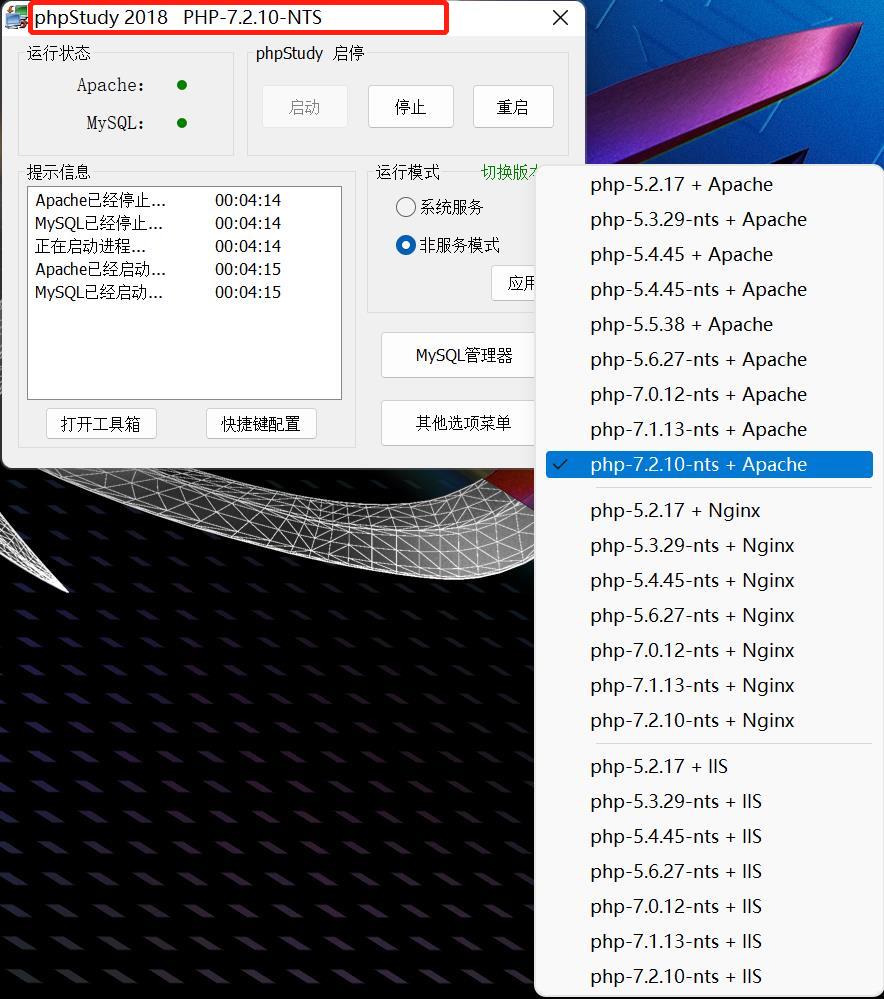 phpStudy 2018 PHP-7.2.10-NTS
运行状态
Apache:
MySQL:
phpStudy 启停
启动
停止
重启
提示信息
Apache已经停止... 00:04:14
MySQL已经停止... 00:04:14
正在启动进程... 00:04:14
Apache已经启动... 00:04:15
MySQL已经启动... 00:04:15
打开工具箱
快捷键配置
运行模式
切换版本
系统服务
非服务模式
应用
MySQL管理器
其他选项菜单
php-5.2.17 + Apache
php-5.3.29-nts + Apache
php-5.4.45 + Apache
php-5.4.45-nts + Apache
php-5.5.38 + Apache
php-5.6.27-nts + Apache
php-7.0.12-nts + Apache
php-7.1.13-nts + Apache
php-7.2.10-nts + Apache
php-5.2.17 + Nginx
php-5.3.29-nts + Nginx
php-5.4.45-nts + Nginx
php-5.6.27-nts + Nginx
php-7.0.12-nts + Nginx
php-7.1.13-nts + Nginx
php-7.2.10-nts + Nginx
php-5.2.17 + IIS
php-5.3.29-nts + IIS
php-5.4.45-nts + IIS
php-5.6.27-nts + IIS
php-7.0.12-nts + IIS
php-7.1.13-nts + IIS
php-7.2.10-nts + IIS